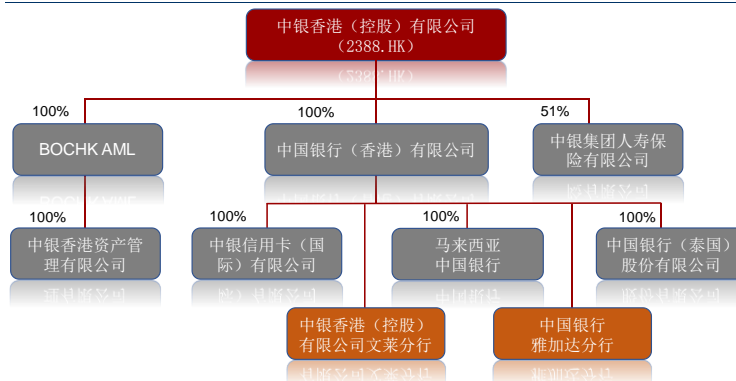 中银香港（控股）有限公司
（2388.HK）
100%
100%
51%
BOCHK AML
中国银行（香港）有限公司
中银集团人寿保
险有限公司
100%
100%
100%
100%
中银香港资产管
理有限公司
中银信用卡（国
际）有限公司
马来西亚
中国银行
中国银行（泰国）
股份有限公司
中银香港（控股）
有限公司文莱分行
中国银行
雅加达分行